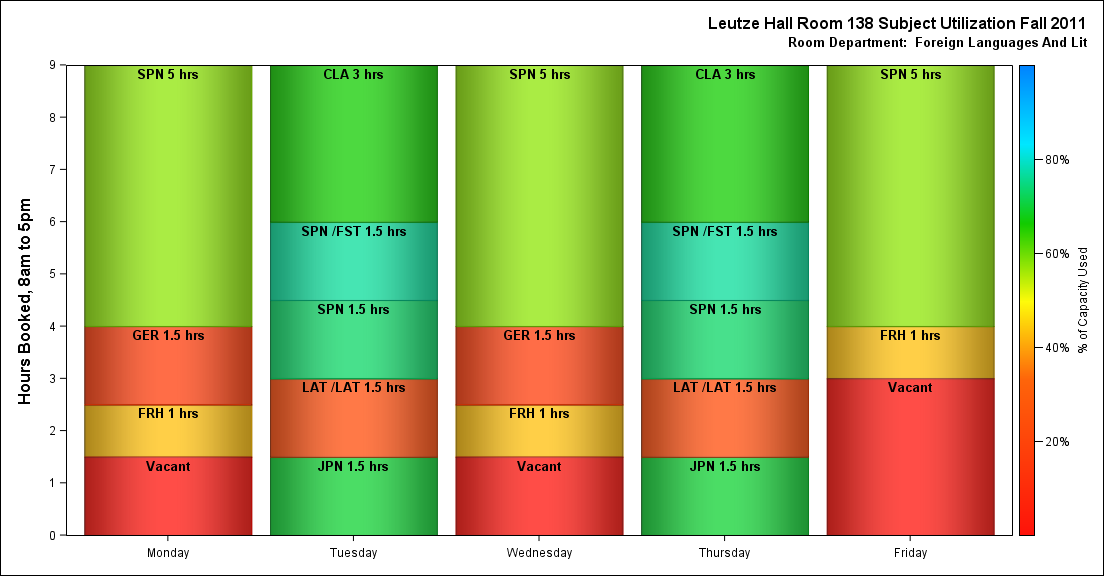 Leutze Hall Room 138 Subject Utilization Fall 2011
Room Department:  Foreign Languages And Lit
Hours Booked, 8am to 5pm
9
8
7
6
5
4
3
2
1
0
SPN 5 hrs
GER 1.5 hrs
FRH 1 hrs
Vacant
Monday
CLA 3 hrs
SPN /FST 1.5 hrs
SPN 1.5 hrs
LAT /LAT 1.5 hrs
JPN 1.5 hrs
Tuesday
SPN 5 hrs
GER 1.5 hrs
FRH 1 hrs
Vacant
Wednesday
CLA 3 hrs
SPN /FST 1.5 hrs
SPN 1.5 hrs
LAT /LAT 1.5 hrs
JPN 1.5 hrs
Thursday
SPN 5 hrs
FRH 1 hrs
Vacant
Friday
80%
60%
40%
20%
% of Capacity Used